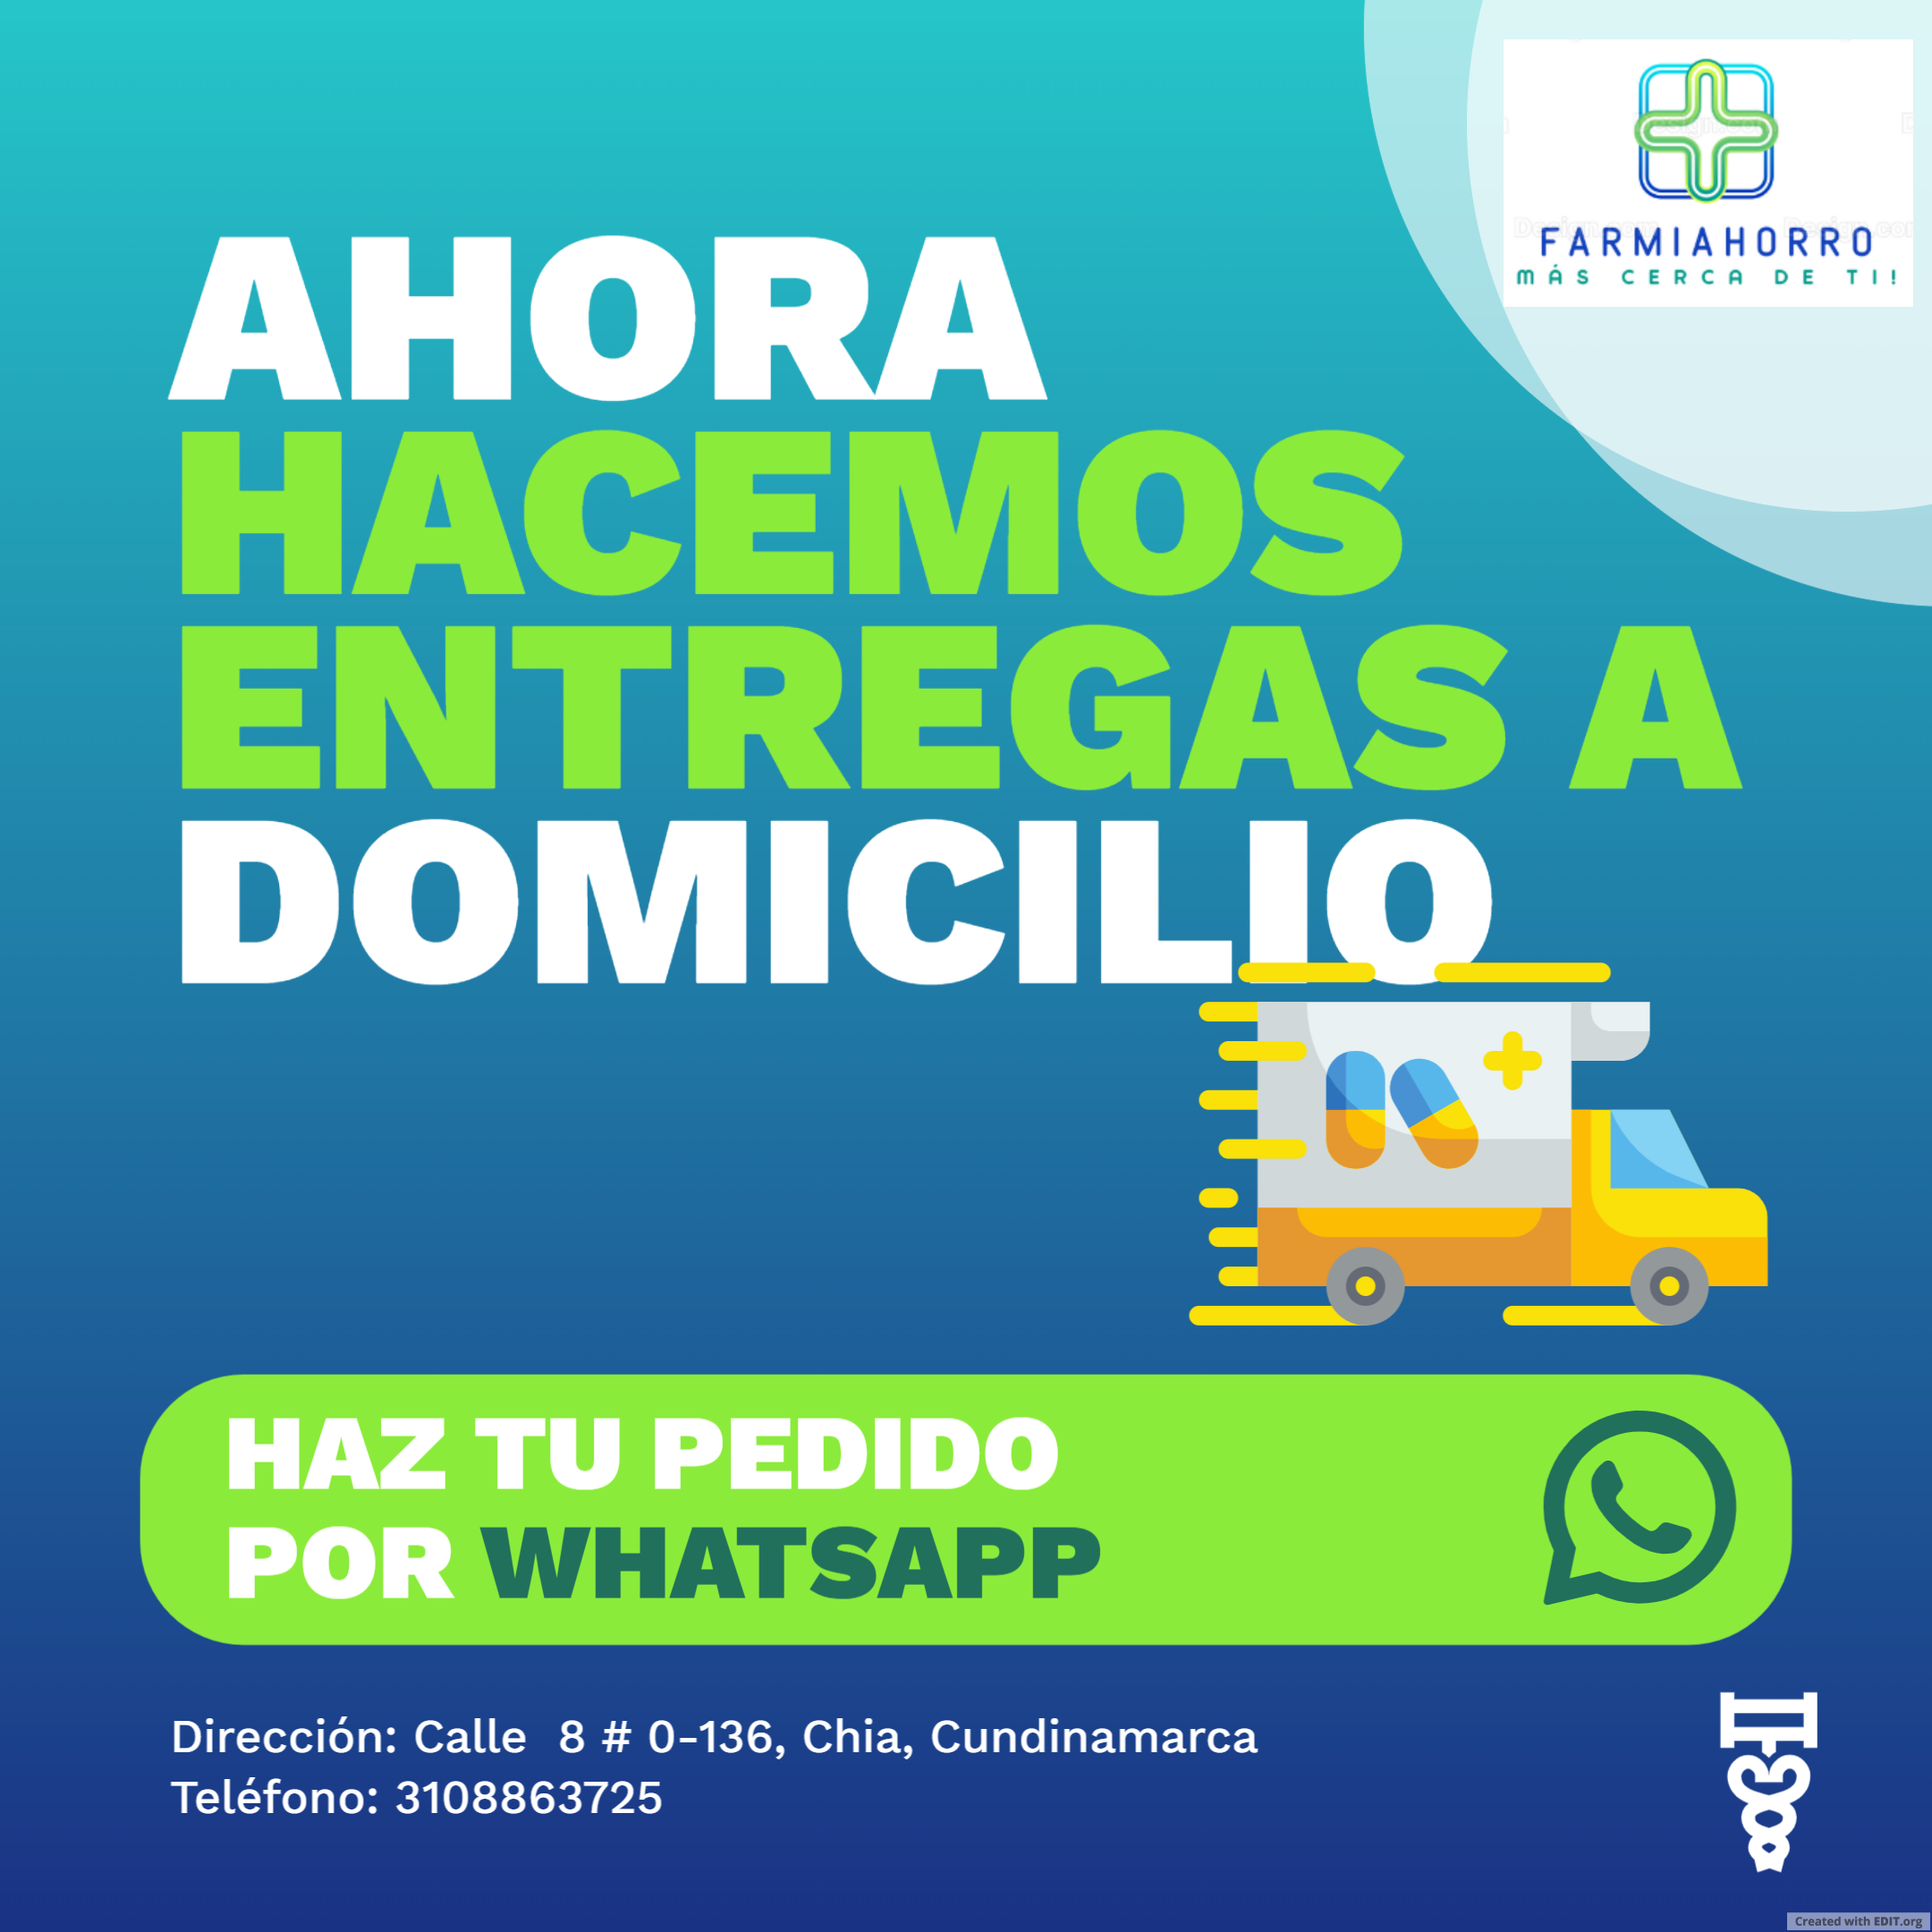 FARMIAHORRO
MÁS CERCA DE TI!
AHORA
HACEMOS
ENTREGAS A
DOMICILIO
HAZ TU PEDIDO
POR WHATSAPP
Dirección: Calle 8 # 0-136, Chia, Cundinamarca
Teléfono: 3108863725
Created with EDIT.org